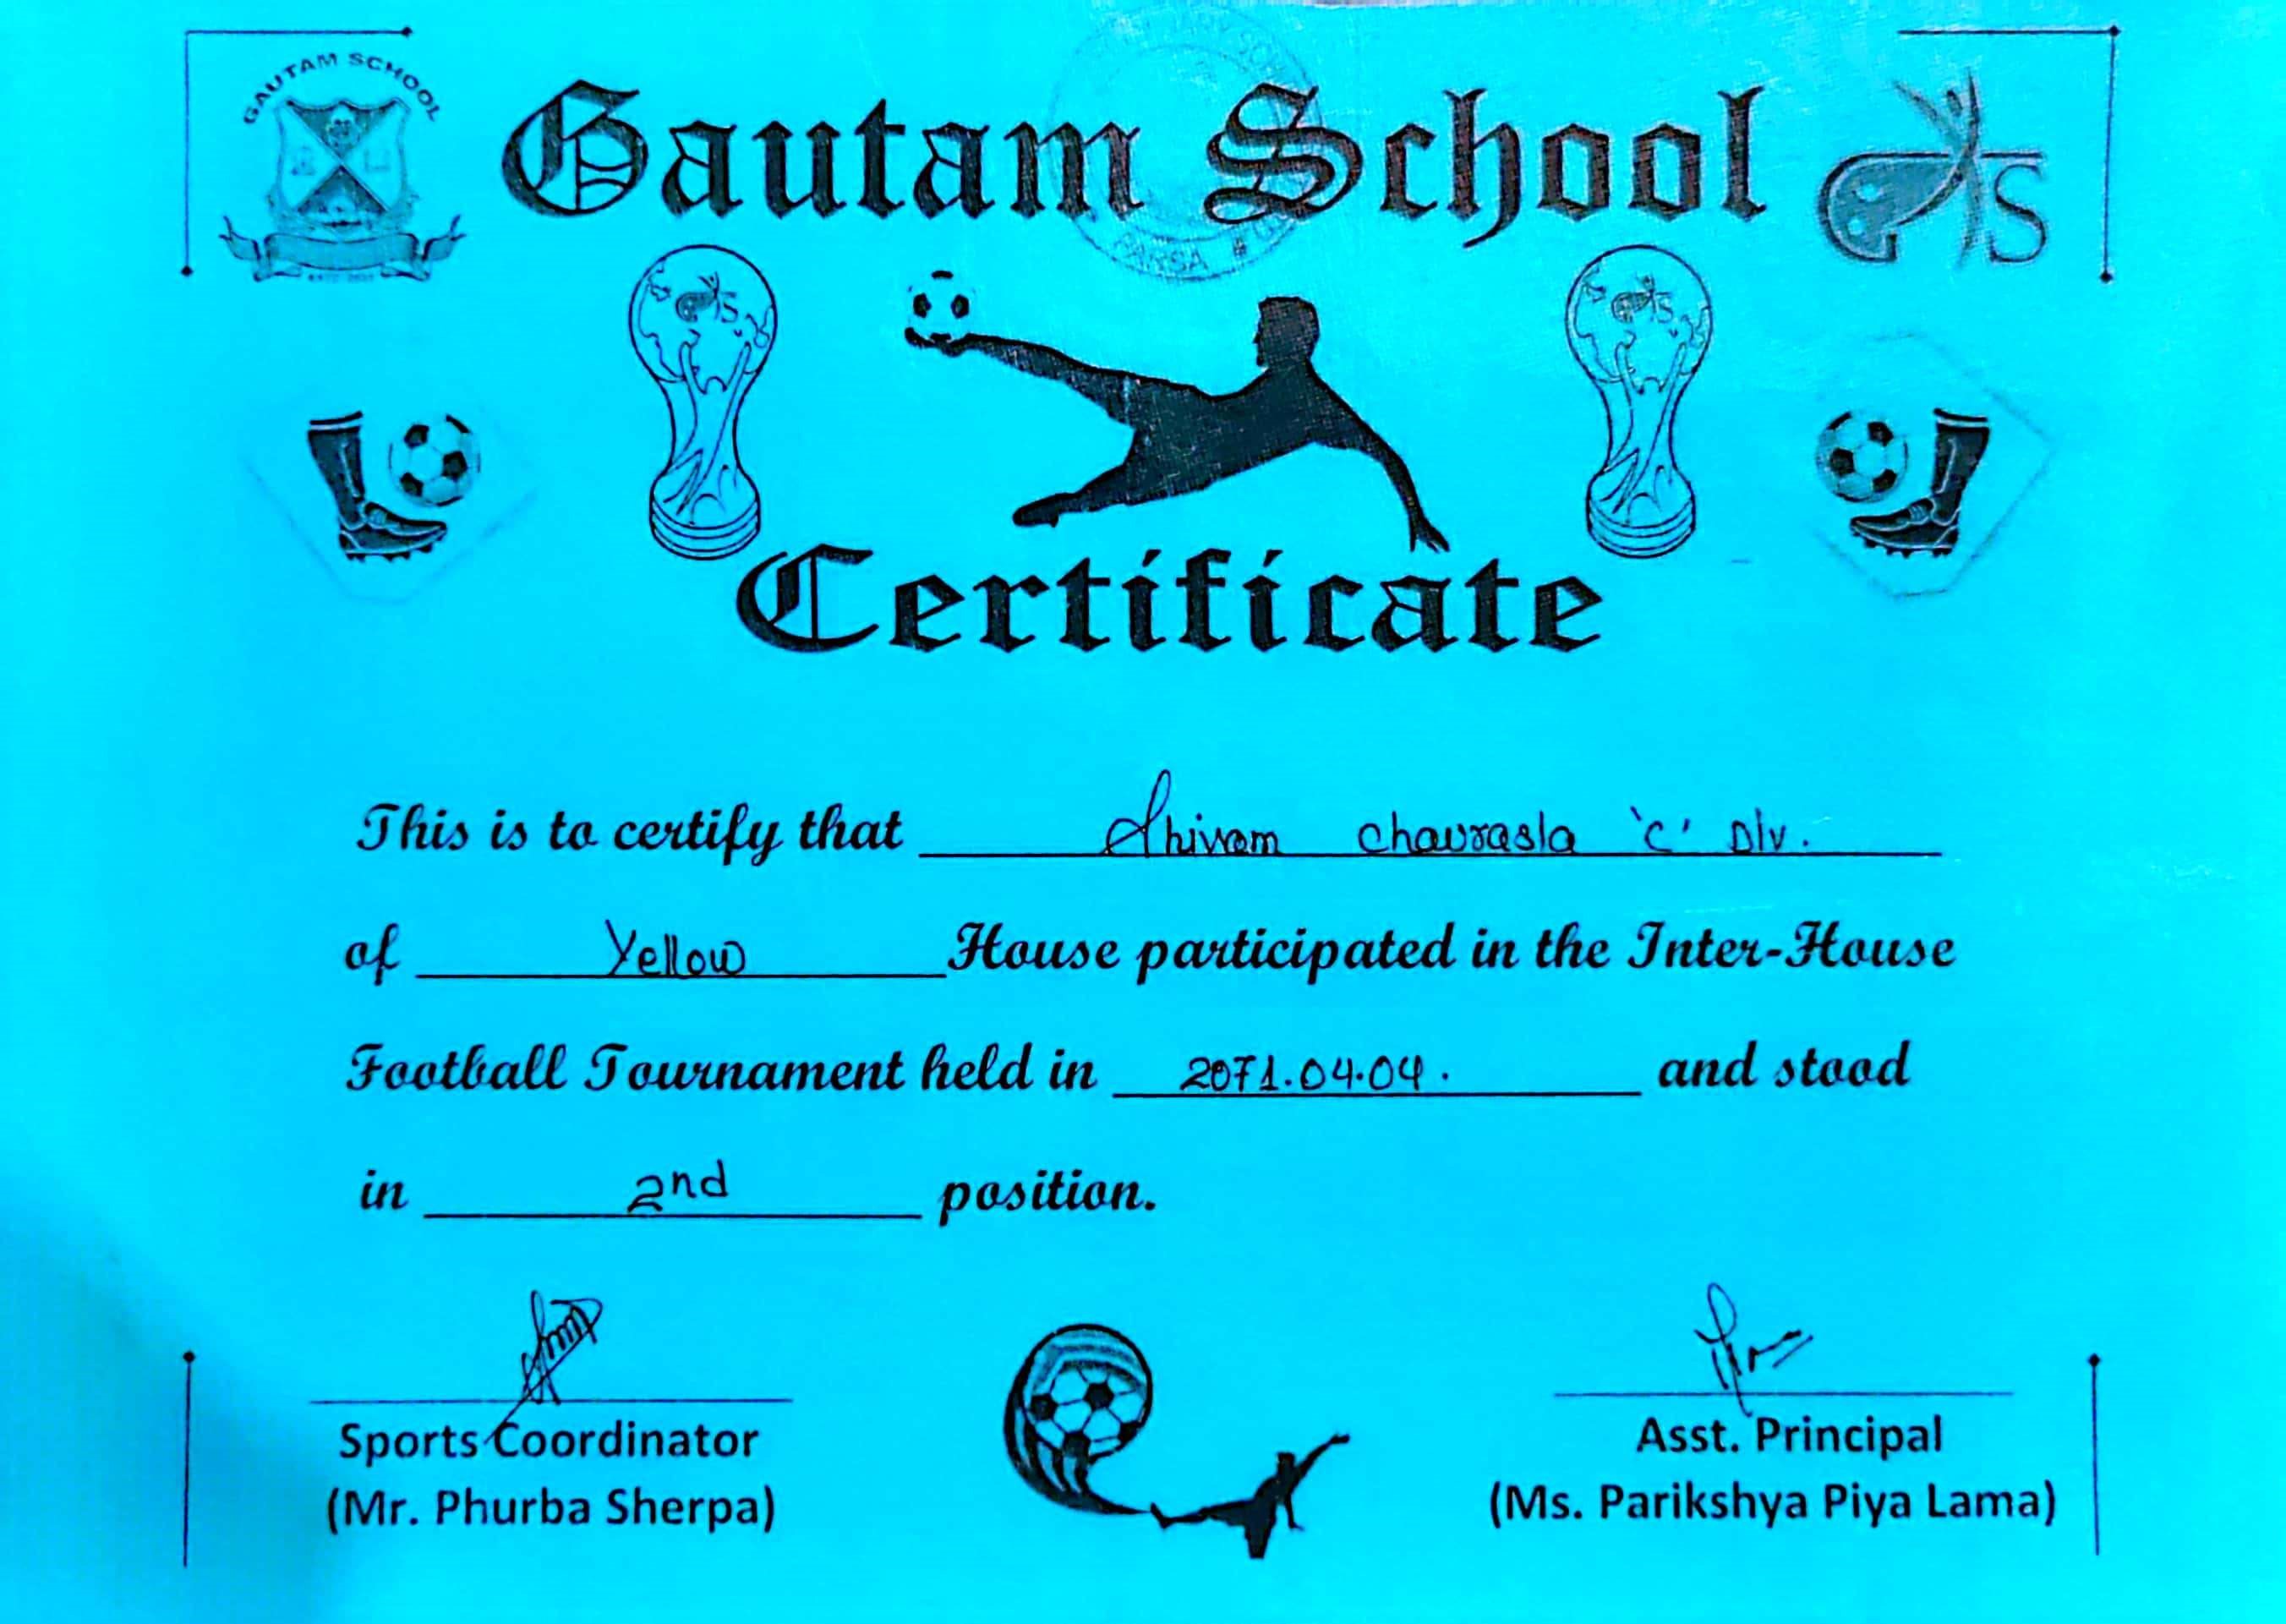 GAUTAM SCHOOL
Gautam School
S
PARSA
Certificate
This is to certify that Shivam Chaurasia 'C' Div.
of Yellow House participated in the Inter-House
Football Tournament held in 2071.04.04. and stood
in 2nd position.
Sports Coordinator
(Mr. Phurba Sherpa)
Asst. Principal
(Ms. Parikshya Piya Lama)